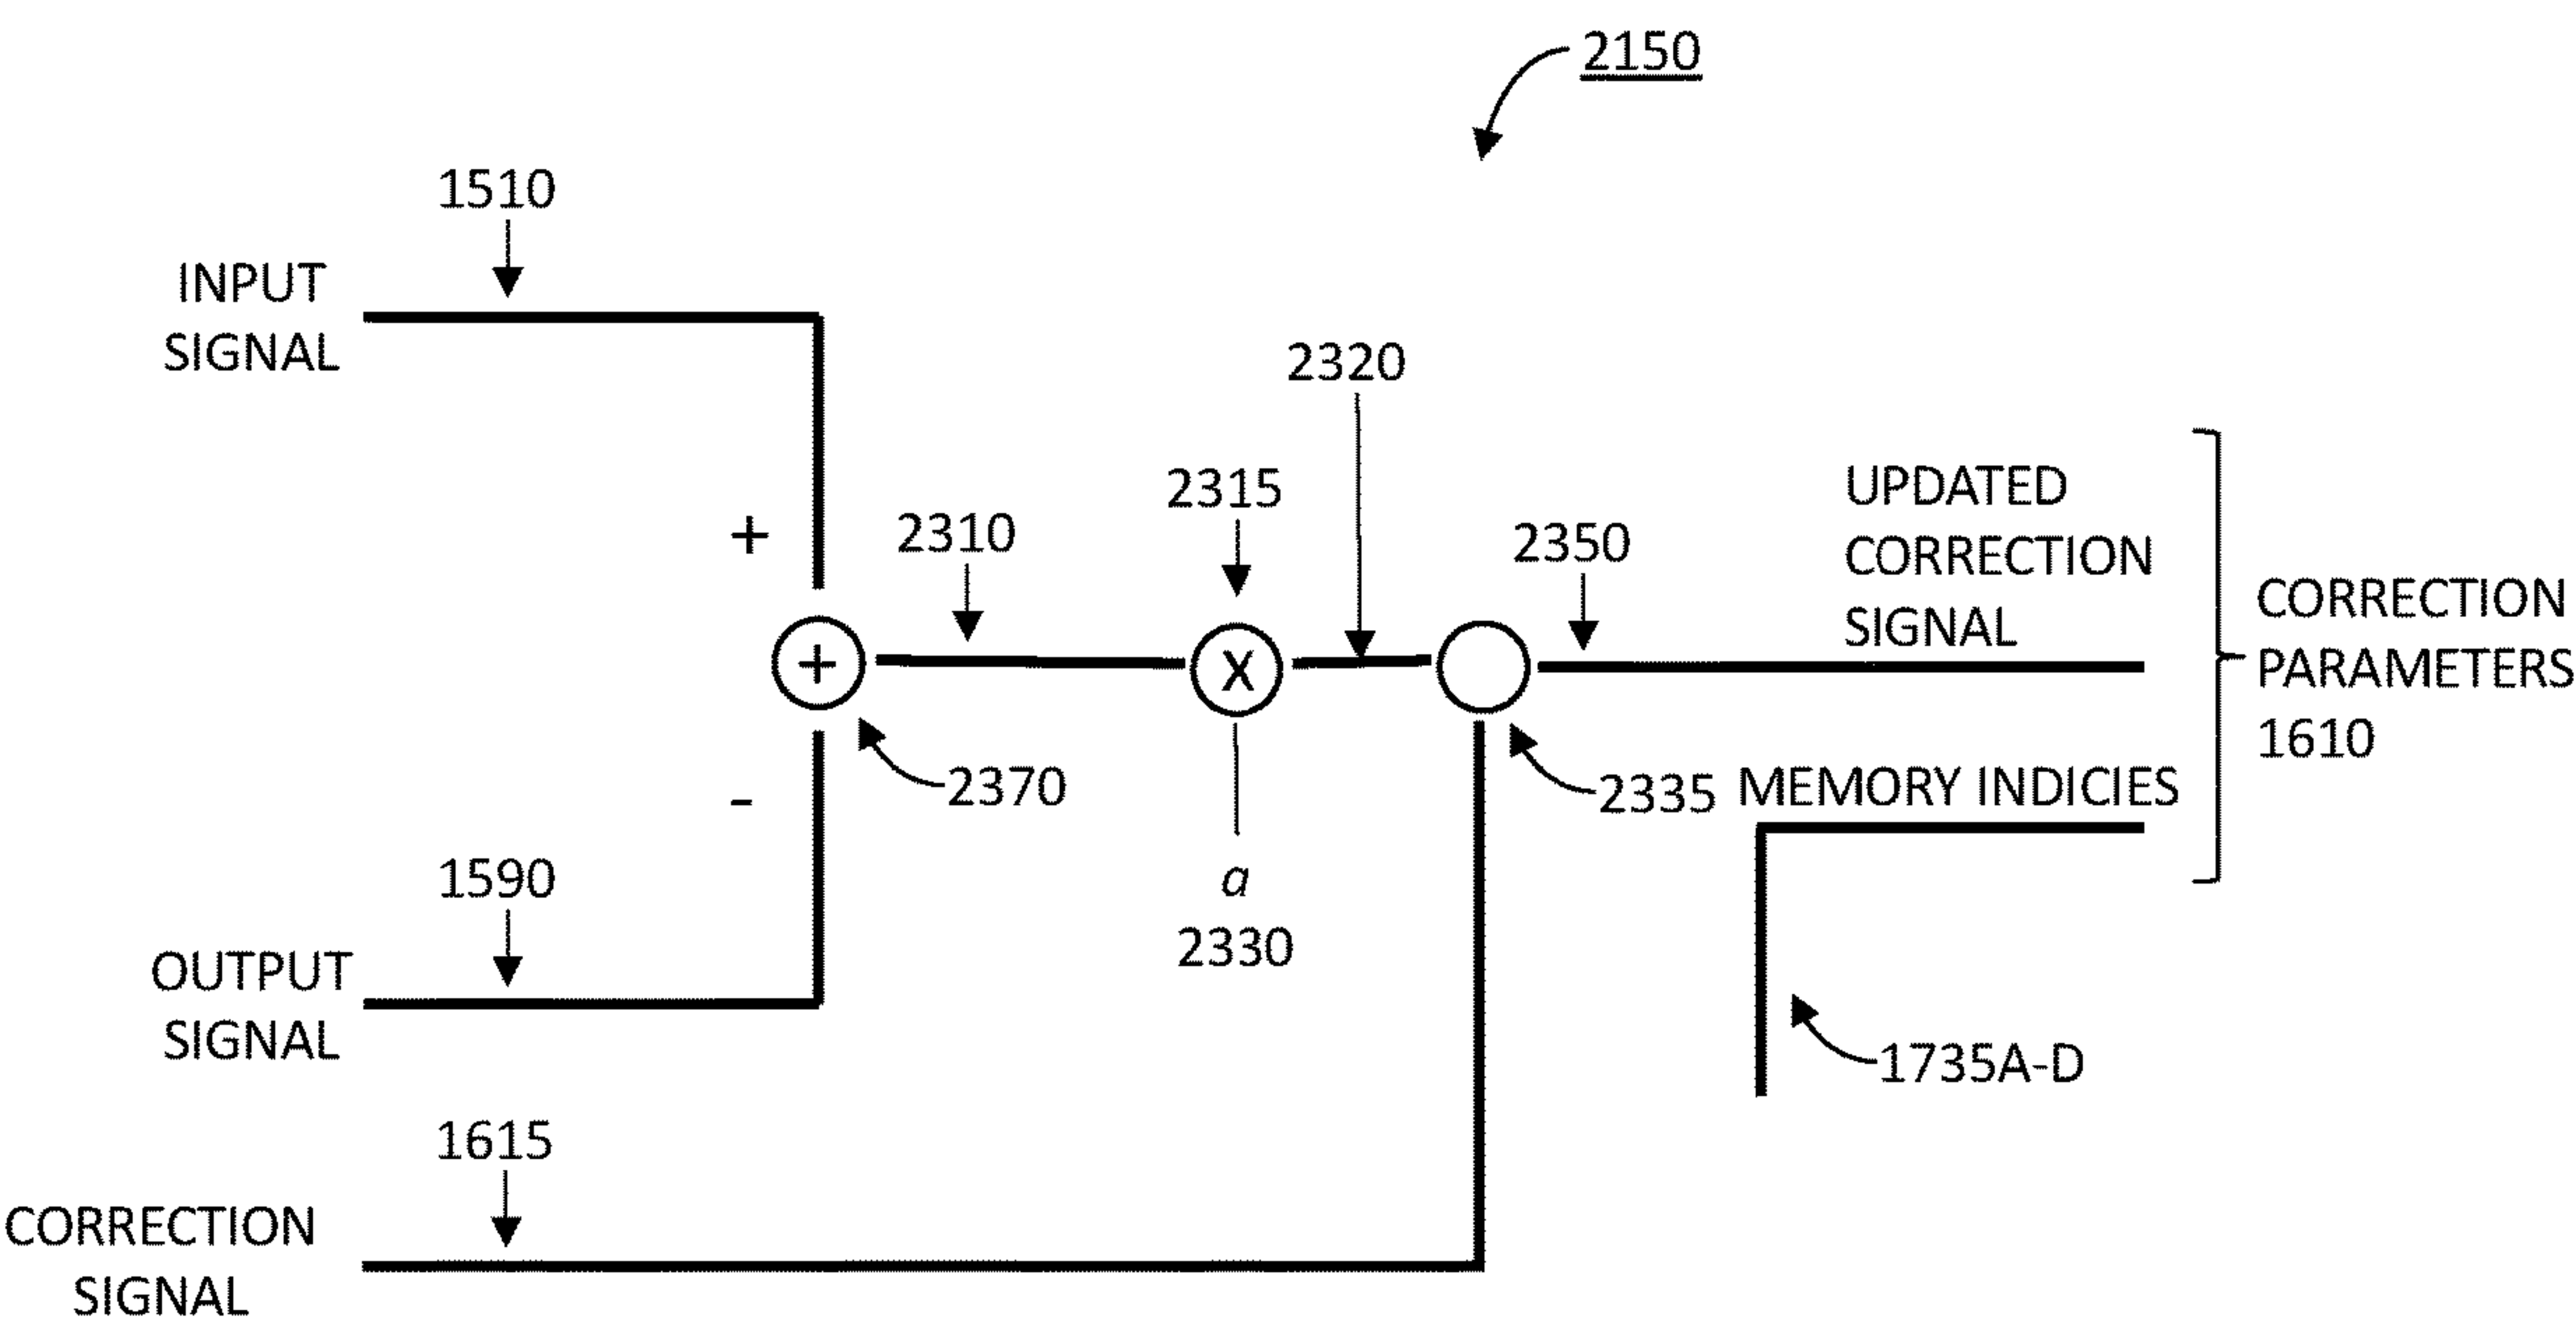 2150
1510
INPUT
SIGNAL
2320
2315
2310
2350
UPDATED
CORRECTION
SIGNAL
+
CORRECTION
PARAMETERS
1610
+
X
2370
2335
MEMORY INDICIES
-
1590
a
2330
OUTPUT
SIGNAL
1735A-D
1615
CORRECTION
SIGNAL